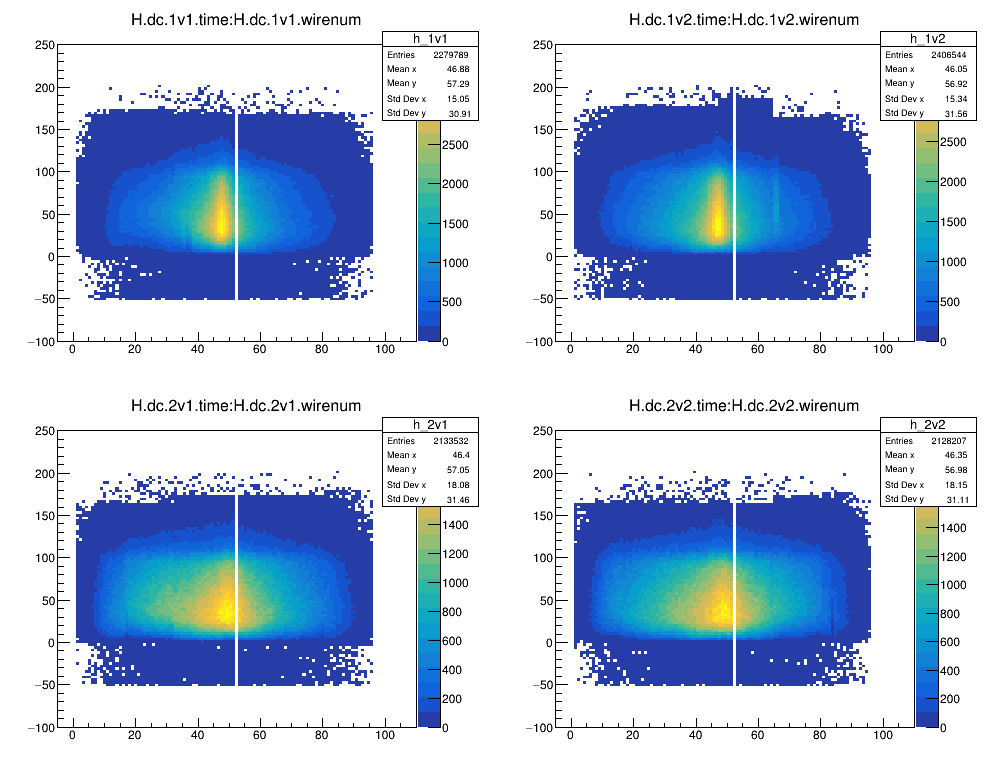 H.dc.1v1.time:H.dc.1v1.wirenum
h_1v1
Entries 2279789
Mean x 46.88
Mean y 57.29
Std Dev x 15.05
Std Dev y 30.91
250
200
150
100
50
0
−50
−100
0 20 40 60 80 100
2500
2000
1500
1000
500
0
H.dc.1v2.time:H.dc.1v2.wirenum
h_1v2
Entries 2406544
Mean x 46.05
Mean y 56.92
Std Dev x 15.34
Std Dev y 31.56
250
200
150
100
50
0
−50
−100
0 20 40 60 80 100
2500
2000
1500
1000
500
0
H.dc.2v1.time:H.dc.2v1.wirenum
h_2v1
Entries 2133532
Mean x 46.4
Mean y 57.05
Std Dev x 18.08
Std Dev y 31.46
250
200
150
100
50
0
−50
−100
0 20 40 60 80 100
1400
1200
1000
800
600
400
200
0
H.dc.2v2.time:H.dc.2v2.wirenum
h_2v2
Entries 2128207
Mean x 46.35
Mean y 56.98
Std Dev x 18.15
Std Dev y 31.11
250
200
150
100
50
0
−50
−100
0 20 40 60 80 100
1400
1200
1000
800
600
400
200
0